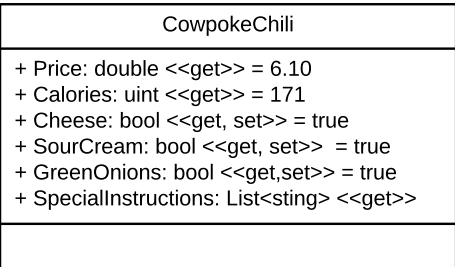 CowpokeChili
+ Price: double <<get>> = 6.10
+ Calories: uint <<get>> = 171
+ Cheese: bool <<get, set>> = true
+ SourCream: bool <<get, set>>  = true
+ GreenOnions: bool <<get,set>> = true
+ SpecialInstructions: List<sting> <<get>>